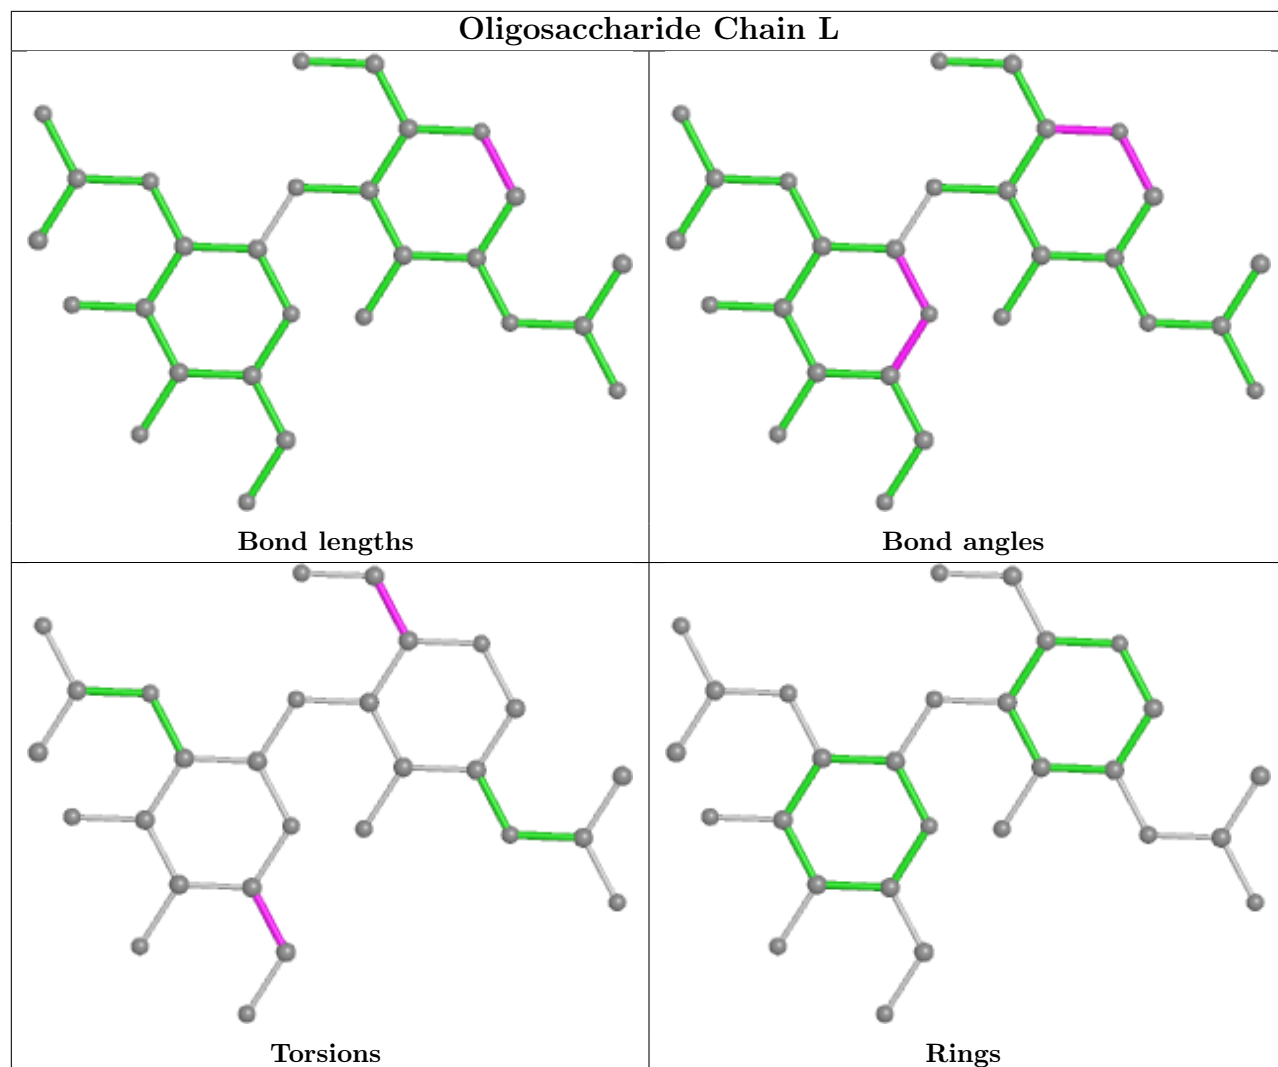 Oligosaccharide Chain L
Bond lengths
Bond angles
Torsions
Rings